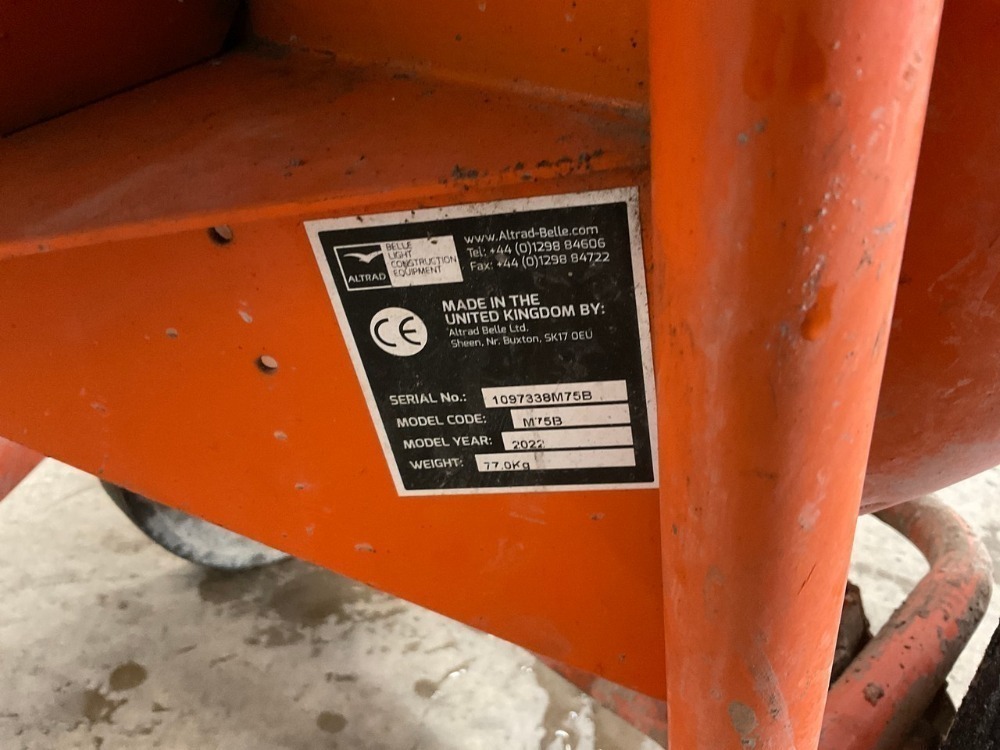 ALTRAD
BELLE
LIGHT
CONSTRUCTION
EQUIPMENT
www.Altrad-Belle.com
Tel: +44 (0)1298 84606
Fax: +44 (0)1298 84722
CE
MADE IN THE
UNITED KINGDOM BY:
Altrad Belle Ltd.
Sheen, Nr. Buxton, SK17 0EU
SERIAL No.: 1097338M75B
MODEL CODE: M75B
MODEL YEAR: 2022
WEIGHT: 77.0Kg